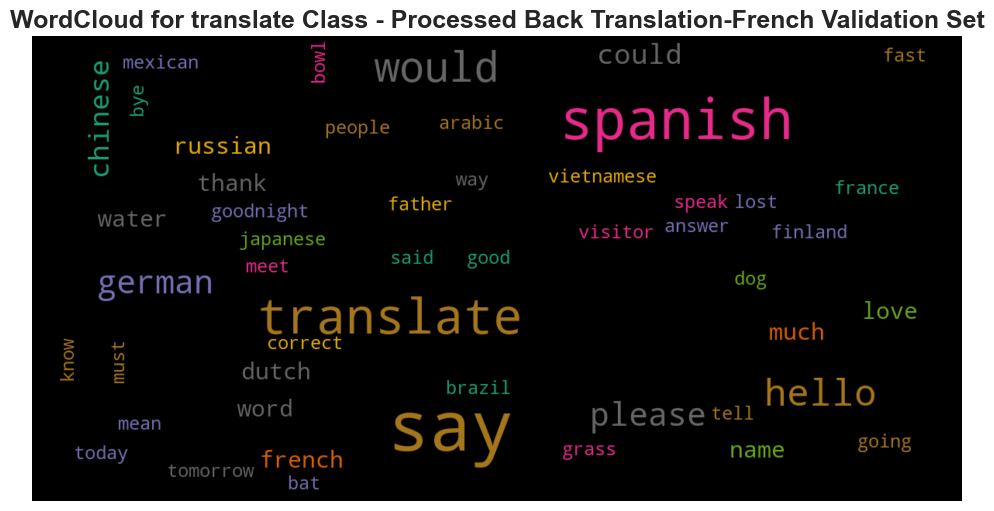 WordCloud for translate Class - Processed Back Translation-French Validation Set
chinese
mexican
bye
bowl
would
could
fast
spanish
russian
people
arabic
thank
way
vietnamese
france
water
goodnight
father
speak
lost
japanese
visitor
answer
finland
meet
said
good
german
dog
translate
love
correct
much
know
must
dutch
brazil
hello
word
say
please
tell
mean
grass
name
going
today
tomorrow
french
bat